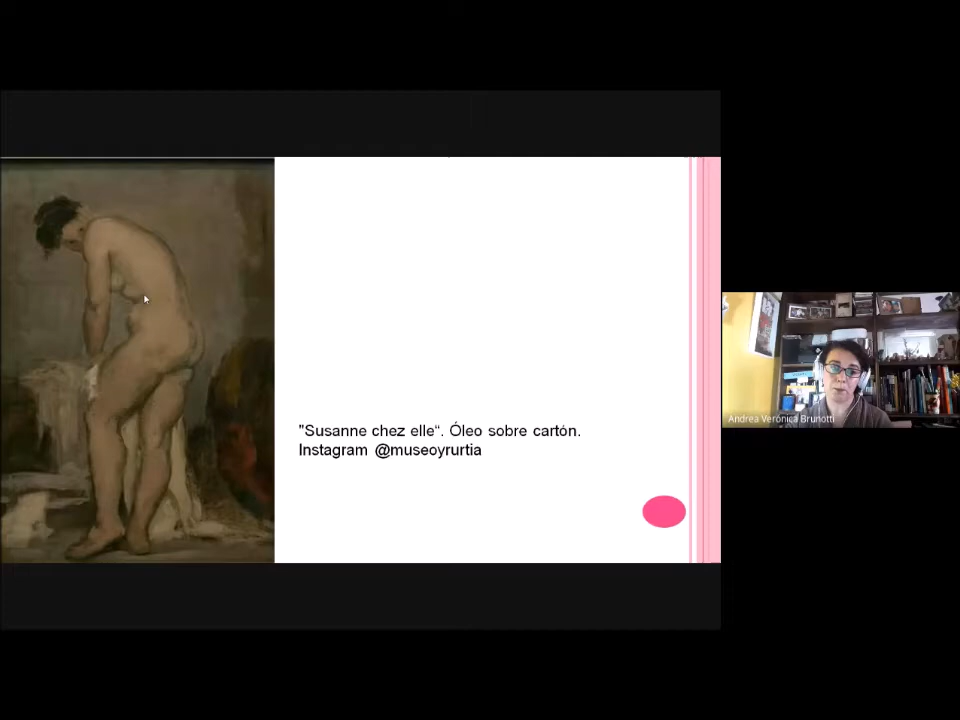 "Susanne chez elle“. Óleo sobre cartón.
Instagram @museoyrurtia
Andrea Verónica Brunotti